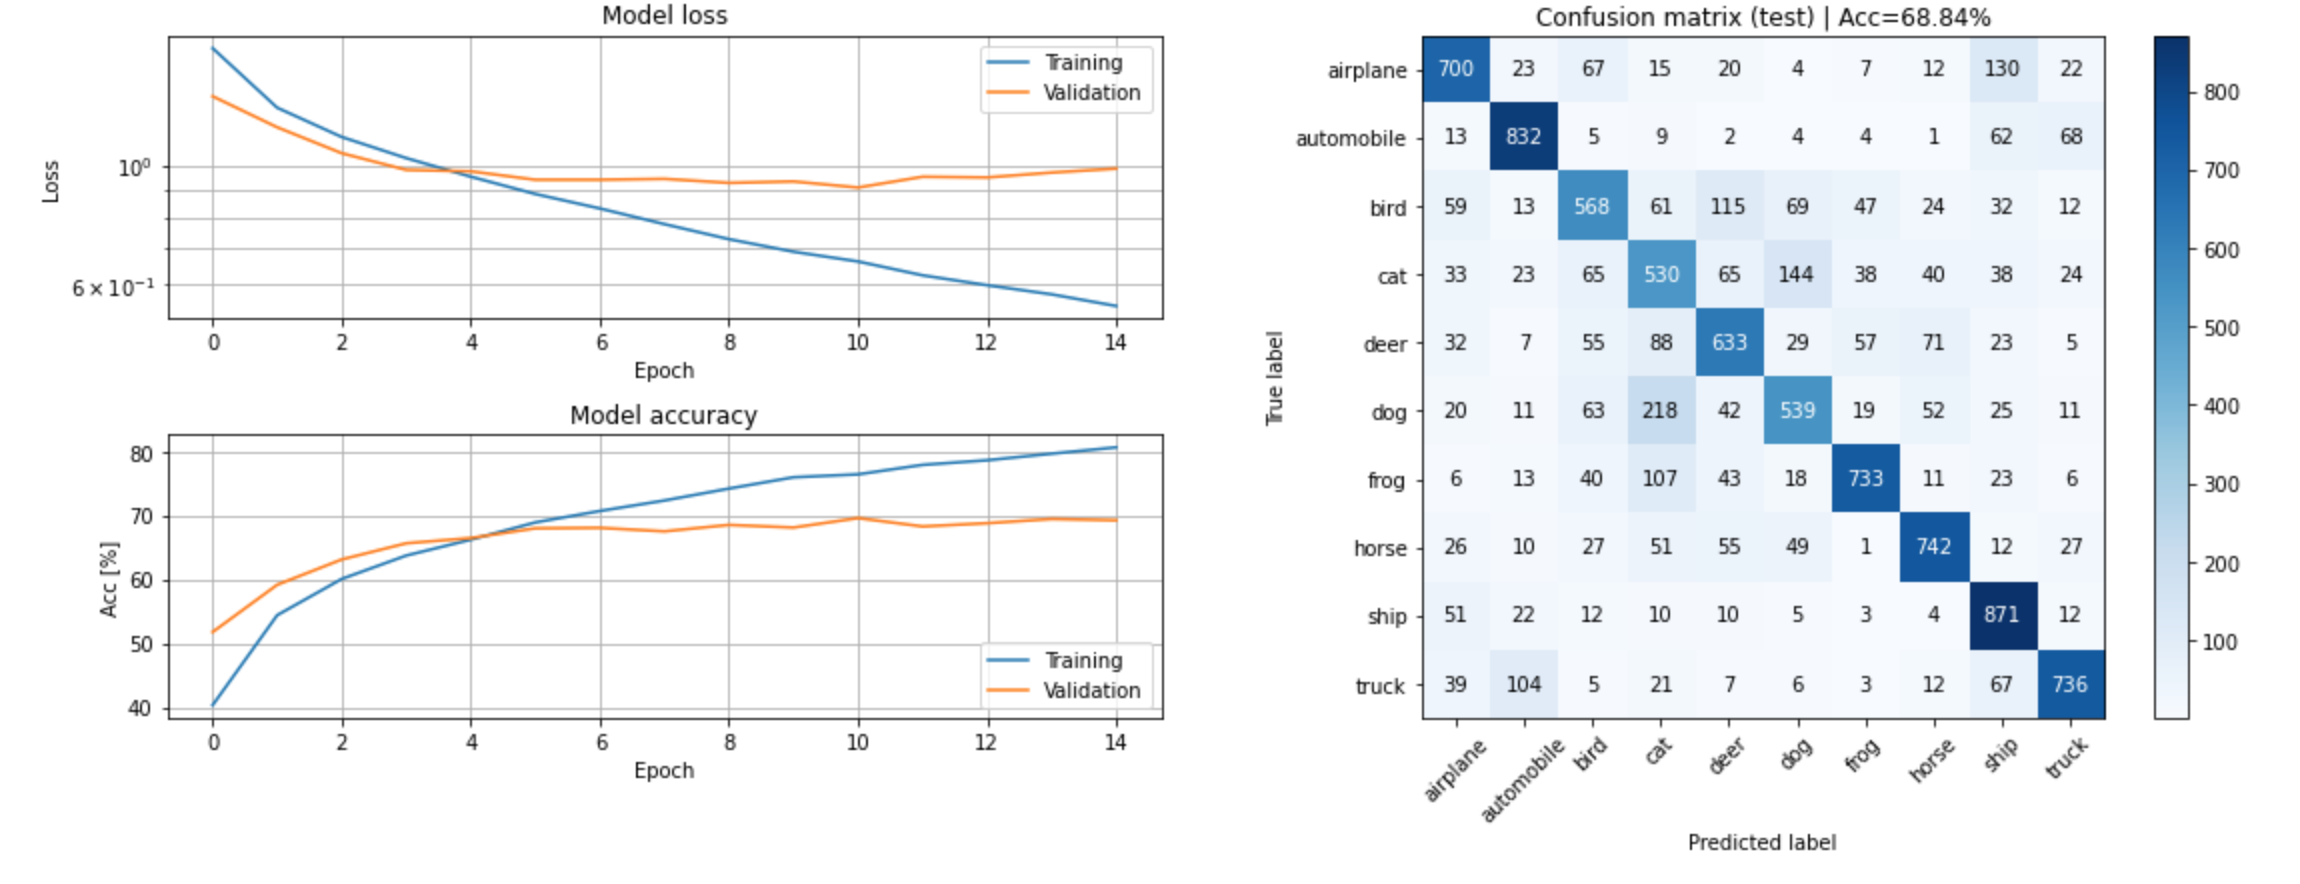 Model loss
Training
Validation
Loss
10⁰
6 × 10⁻¹
0 2 4 6 8 10 12 14
Epoch
Model accuracy
Acc [%]
80
70
60
50
40
Training
Validation
0 2 4 6 8 10 12 14
Epoch
Confusion matrix (test) | Acc=68.84%
True label
airplane 700 23 67 15 20 4 7 12 130 22
automobile 13 832 5 9 2 4 4 1 62 68
bird 59 13 568 61 115 69 47 24 32 12
cat 33 23 65 530 65 144 38 40 38 24
deer 32 7 55 88 633 29 57 71 23 5
dog 20 11 63 218 42 539 19 52 25 11
frog 6 13 40 107 43 18 733 11 23 6
horse 26 10 27 51 55 49 1 742 12 27
ship 51 22 12 10 10 5 3 4 871 12
truck 39 104 5 21 7 6 3 12 67 736
airplane automobile bird cat deer dog frog horse ship truck
Predicted label
800
700
600
500
400
300
200
100